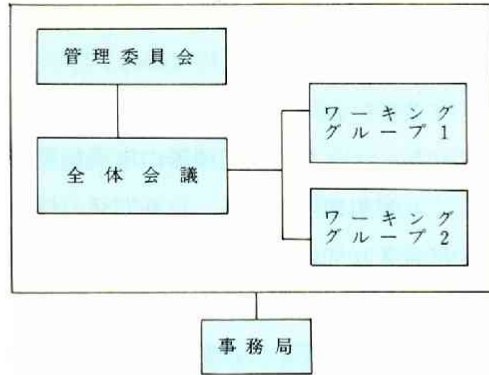 管理委員会
全体会議
ワーキング
グループ1
ワーキング
グループ2
事務局